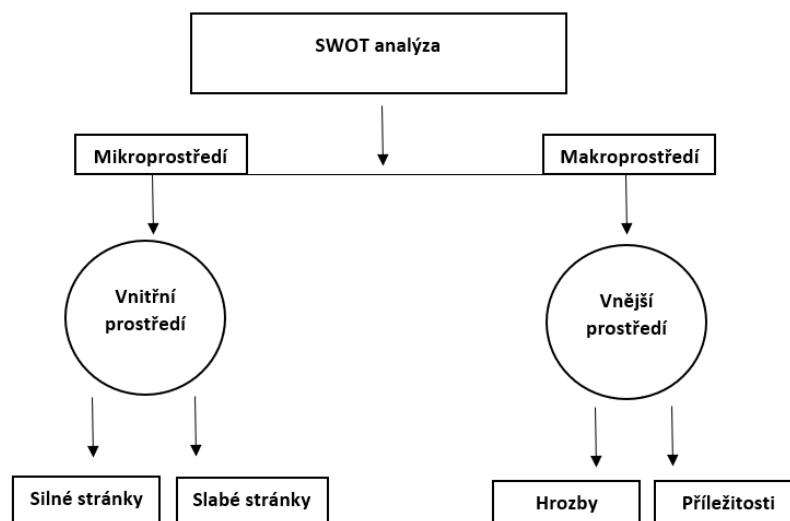 SWOT analýza
Mikroprostředí
Makroprostředí
Vnitřní
prostředí
Vnější
prostředí
Silné stránky
Slabé stránky
Hrozby
Příležitosti